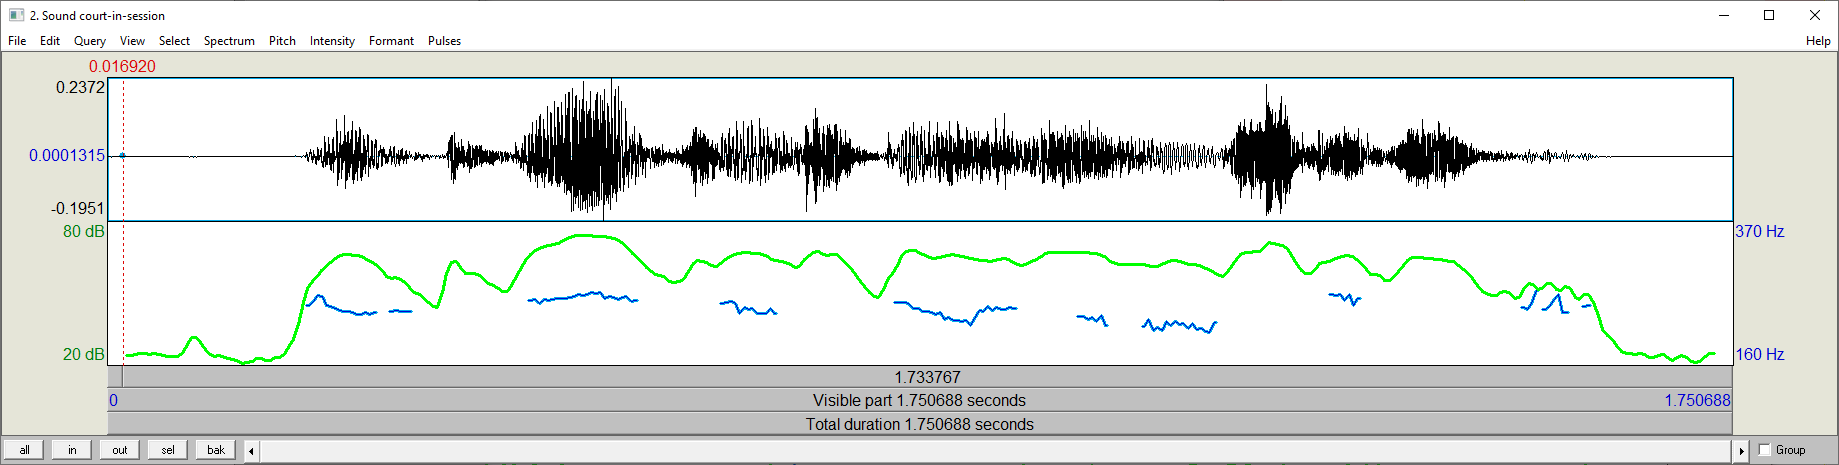 2. Sound court-in-session
File Edit Query View Select Spectrum Pitch Intensity Formant Pulses Help
0.016920
0.2372
0.0001315
-0.1951
80 dB 370 Hz
20 dB 160 Hz
1.733767
0 Visible part 1.750688 seconds 1.750688
Total duration 1.750688 seconds
all in out sel bak Group